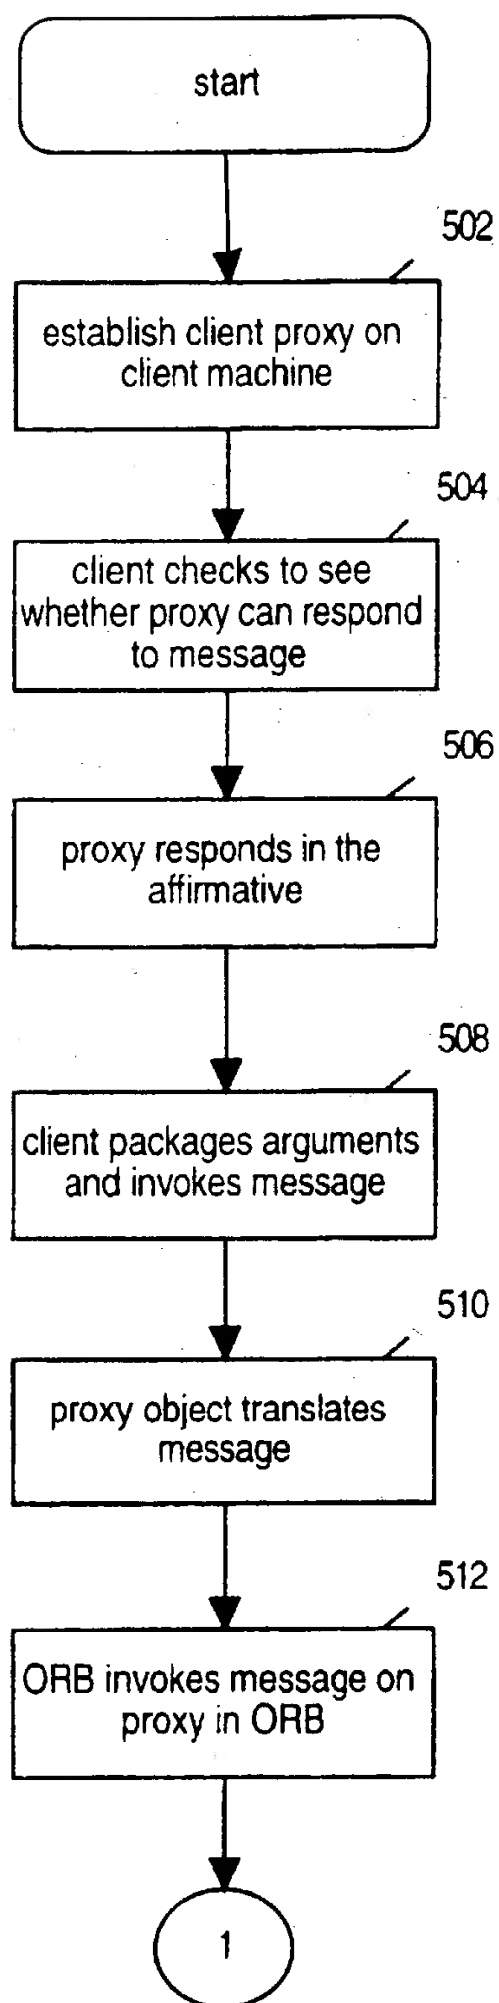 start
502
establish client proxy on
client machine
504
client checks to see
whether proxy can respond
to message
506
proxy responds in the
affirmative
508
client packages arguments
and invokes message
510
proxy object translates
message
512
ORB invokes message on
proxy in ORB
1